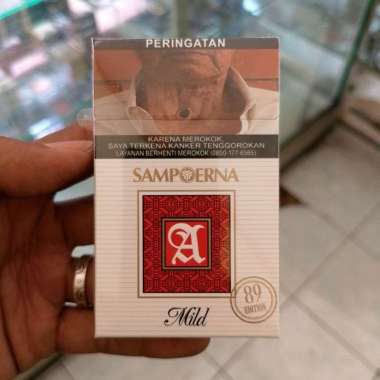 PERINGATAN
KARENA MEROKOK,
SAYA TERKENA KANKER TENGGOROKAN
LAYANAN BERHENTI MEROKOK (0800-177-6565)
SAMPOERNA
A
Mild
89
EDITION